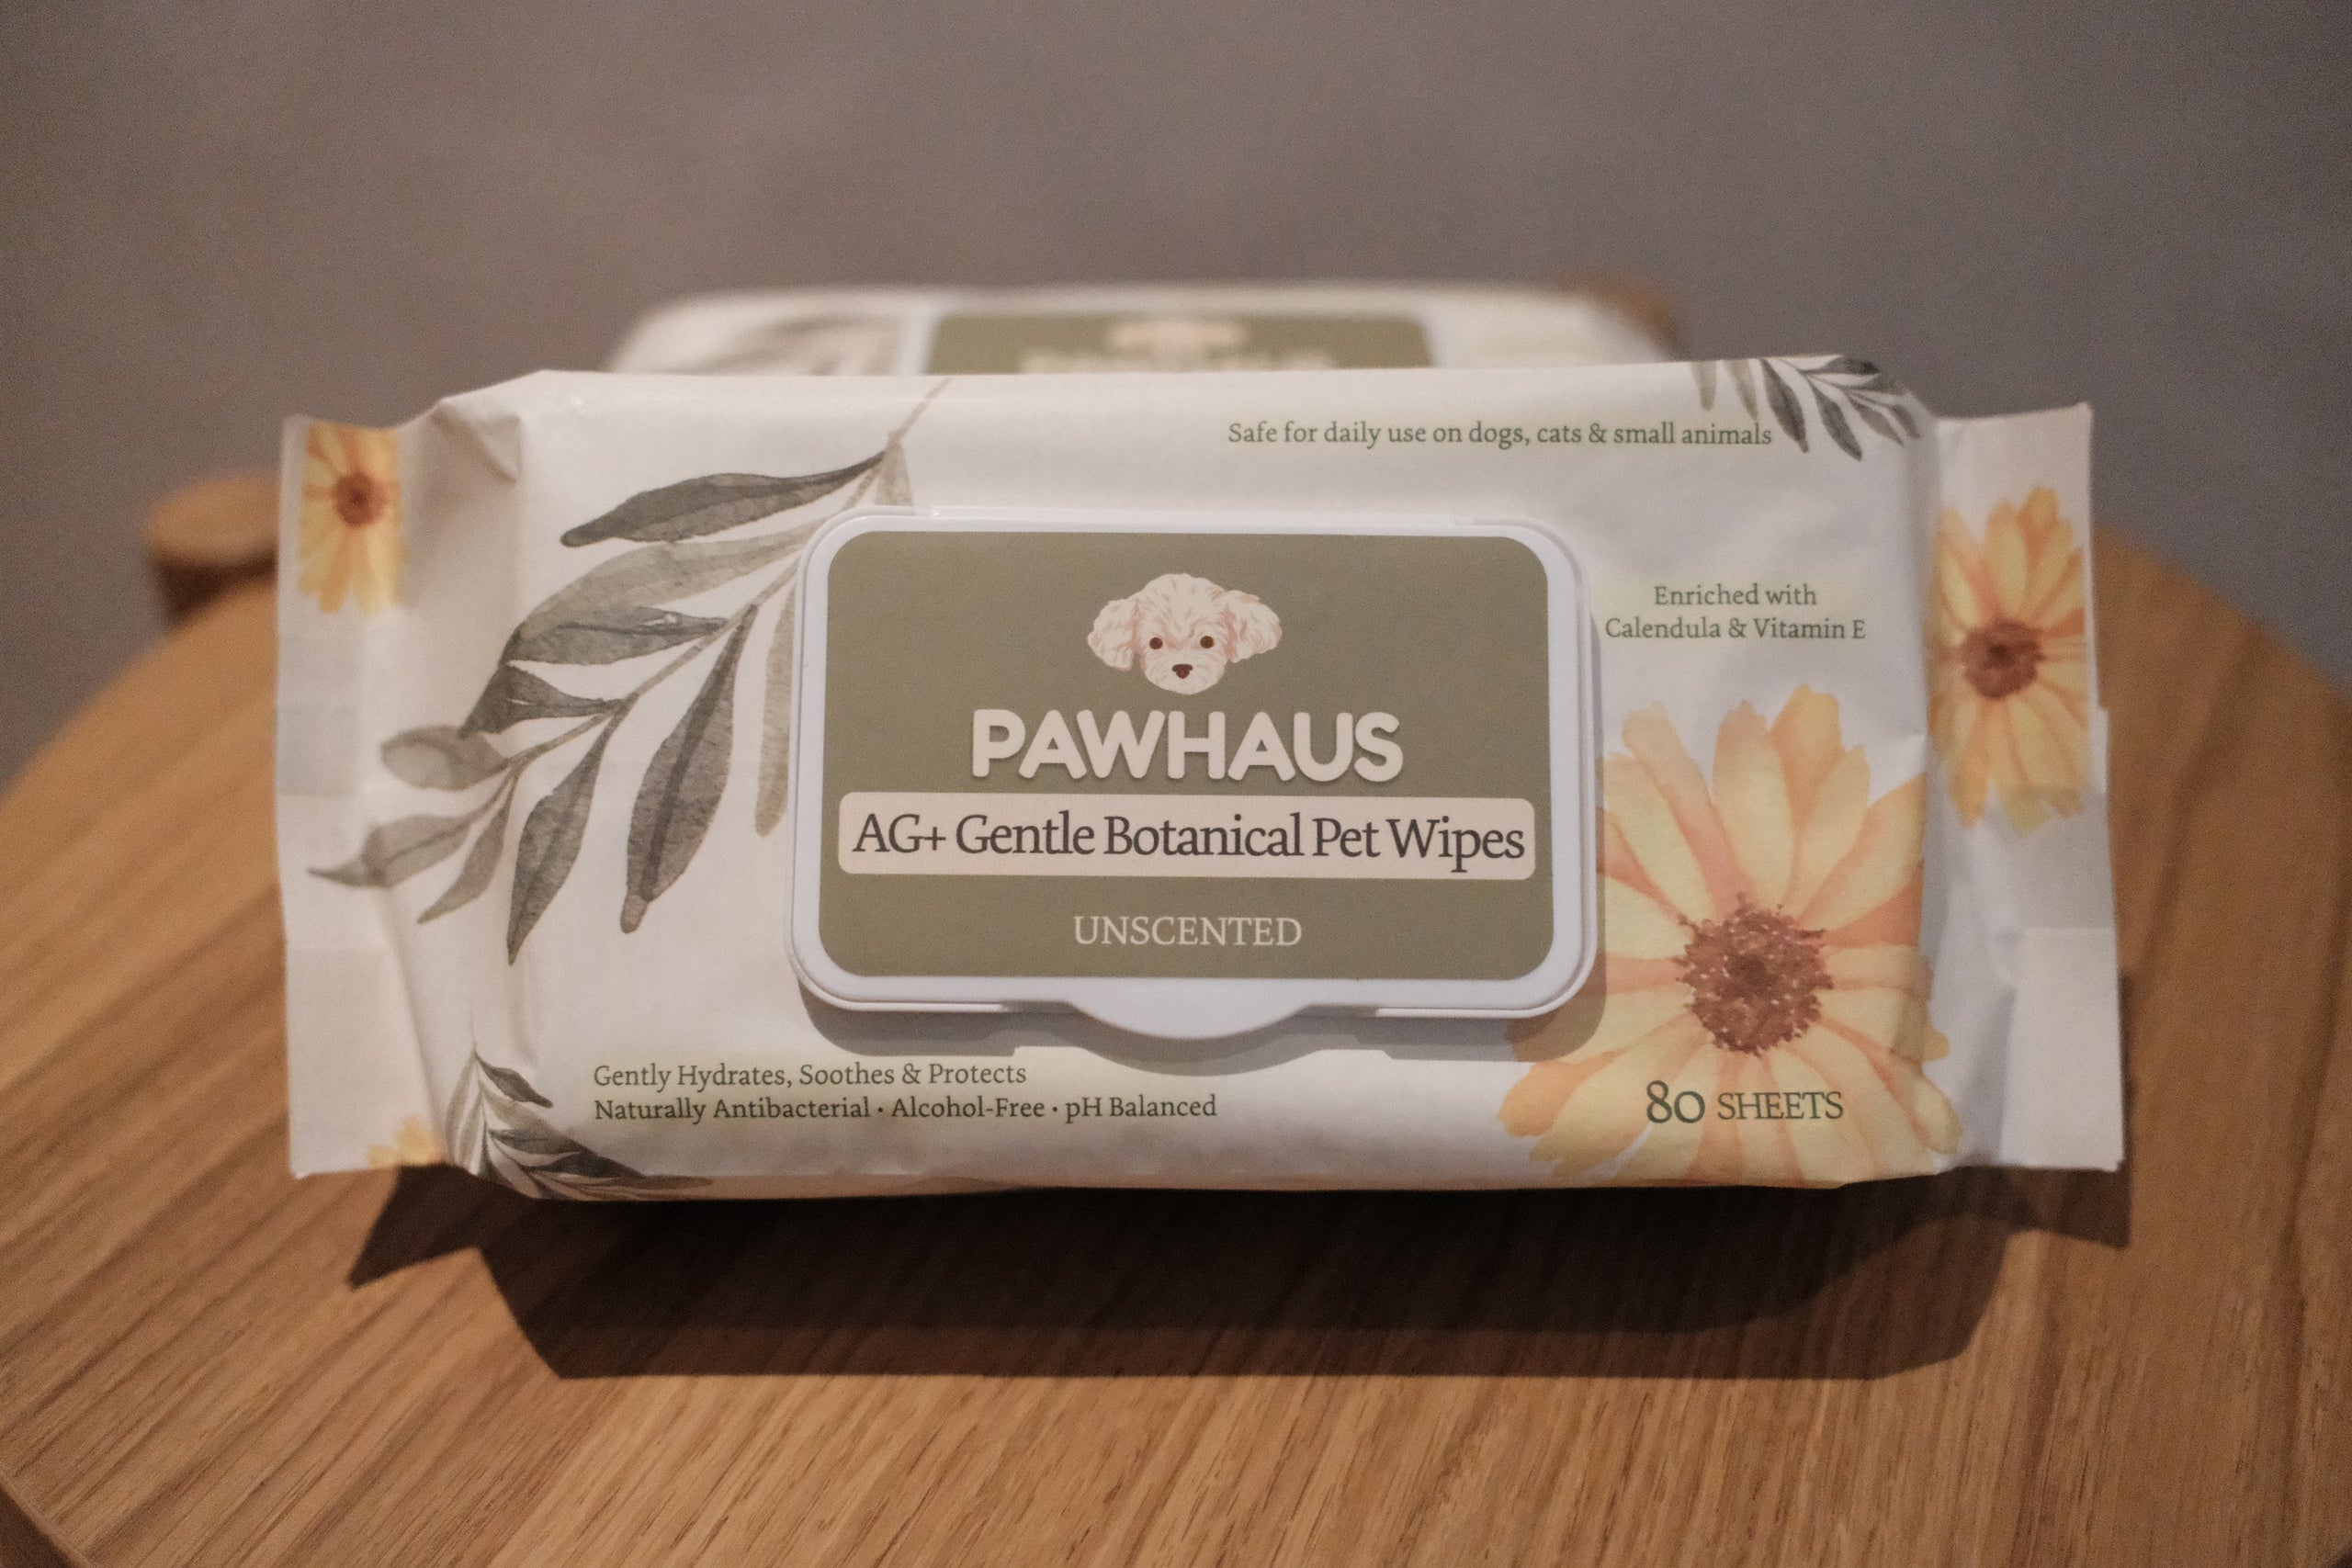 Safe for daily use on dogs, cats & small animals
Enriched with
Calendula & Vitamin E
PAWHAUS
AG+ Gentle Botanical Pet Wipes
UNSCENTED
Gently Hydrates, Soothes & Protects
Naturally Antibacterial • Alcohol-Free • pH Balanced
80 SHEETS